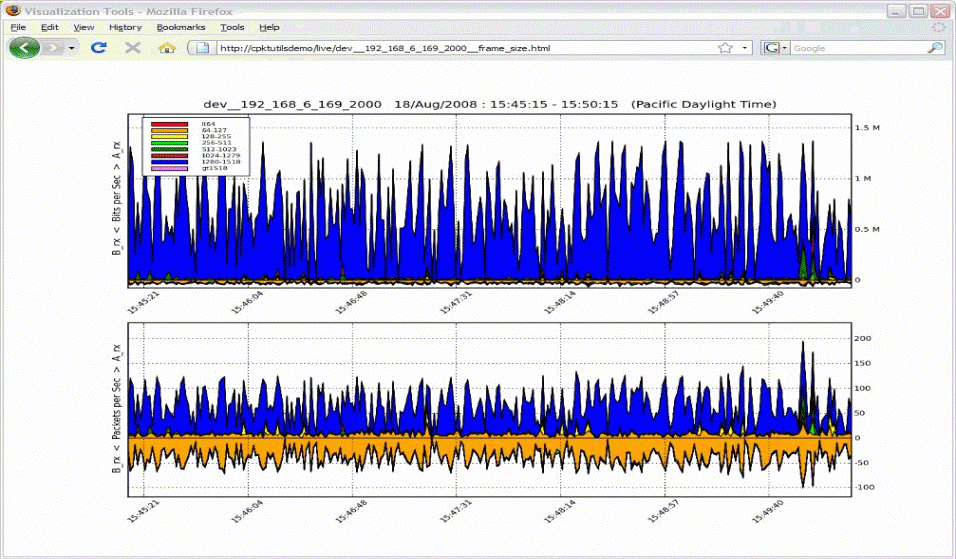 Visualization Tools - Mozilla Firefox
File Edit View History Bookmarks Tools Help
http://cpktutilsdemo/live/dev__192_168_6_169_2000__frame_size.html
Google
dev__192_168_6_169_2000 18/Aug/2008 : 15:45:15 - 15:50:15 (Pacific Daylight Time)
lt64
64-127
128-255
256-511
512-1023
1024-1279
1280-1518
gt1518
B_rx < Bits per Sec > A_rx
1.5 M
1 M
0.5 M
0
15:45:21 15:46:04 15:46:48 15:47:31 15:48:14 15:48:57 15:49:40
B_rx < Packets per Sec > A_rx
200
150
100
50
0
-50
-100
15:45:21 15:46:04 15:46:48 15:47:31 15:48:14 15:48:57 15:49:40